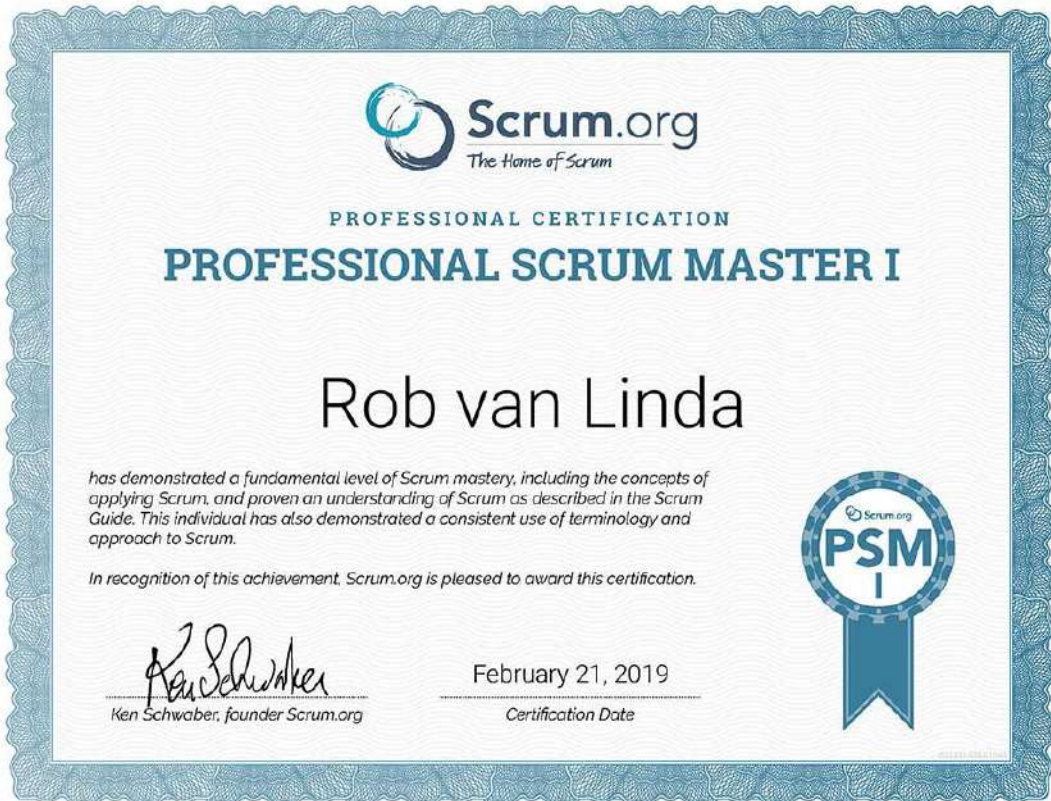 Scrum.org
The Home of Scrum
PROFESSIONAL CERTIFICATION
PROFESSIONAL SCRUM MASTER I
Rob van Linda
has demonstrated a fundamental level of Scrum mastery, including the concepts of
applying Scrum, and proven an understanding of Scrum as described in the Scrum
Guide. This individual has also demonstrated a consistent use of terminology and
approach to Scrum.
In recognition of this achievement, Scrum.org is pleased to award this certification.
Scrum.org
PSM
I
Ken Schwaber
February 21, 2019
Ken Schwaber, founder Scrum.org
Certification Date